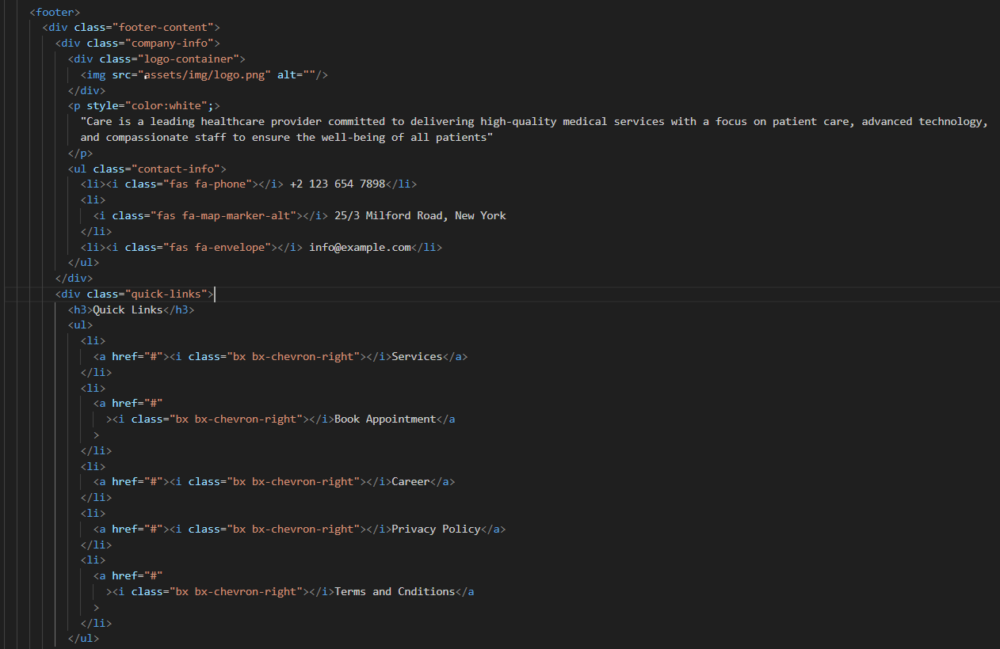 <footer>
<div class="footer-content">
<div class="company-info">
<div class="logo-container">
<img src="assets/img/logo.png" alt=""/>
</div>
<p style="color:white";>
"Care is a leading healthcare provider committed to delivering high-quality medical services with a focus on patient care, advanced technology,
and compassionate staff to ensure the well-being of all patients"
</p>
<ul class="contact-info">
<li><i class="fas fa-phone"></i> +2 123 654 7898</li>
<li>
<i class="fas fa-map-marker-alt"></i> 25/3 Milford Road, New York
</li>
<li><i class="fas fa-envelope"></i> info@example.com</li>
</ul>
</div>
<div class="quick-links">
<h3>Quick Links</h3>
<ul>
<li>
<a href="#"><i class="bx bx-chevron-right"></i>Services</a>
</li>
<li>
<a href="#"
><i class="bx bx-chevron-right"></i>Book Appointment</a
>
</li>
<li>
<a href="#"><i class="bx bx-chevron-right"></i>Career</a>
</li>
<li>
<a href="#"><i class="bx bx-chevron-right"></i>Privacy Policy</a>
</li>
<li>
<a href="#"
><i class="bx bx-chevron-right"></i>Terms and Cnditions</a
>
</li>
</ul>